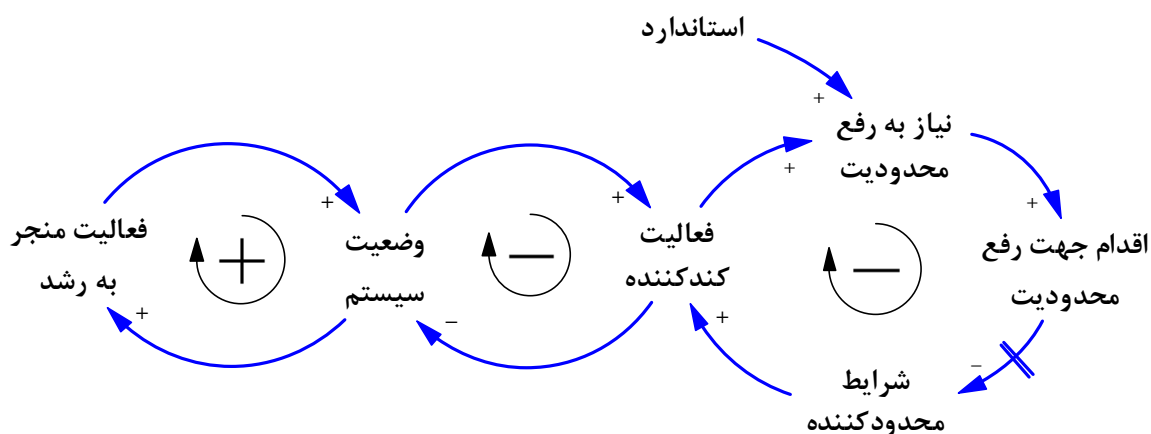 استاندارد
نیاز به رفع
محدودیت
فعالیت منجر
به رشد
وضعیت
سیستم
فعالیت
کندکننده
اقدام جهت رفع
محدودیت
شرایط
محدودکننده
+
+
+
+
+
+
+
+
−
−
+
−
−